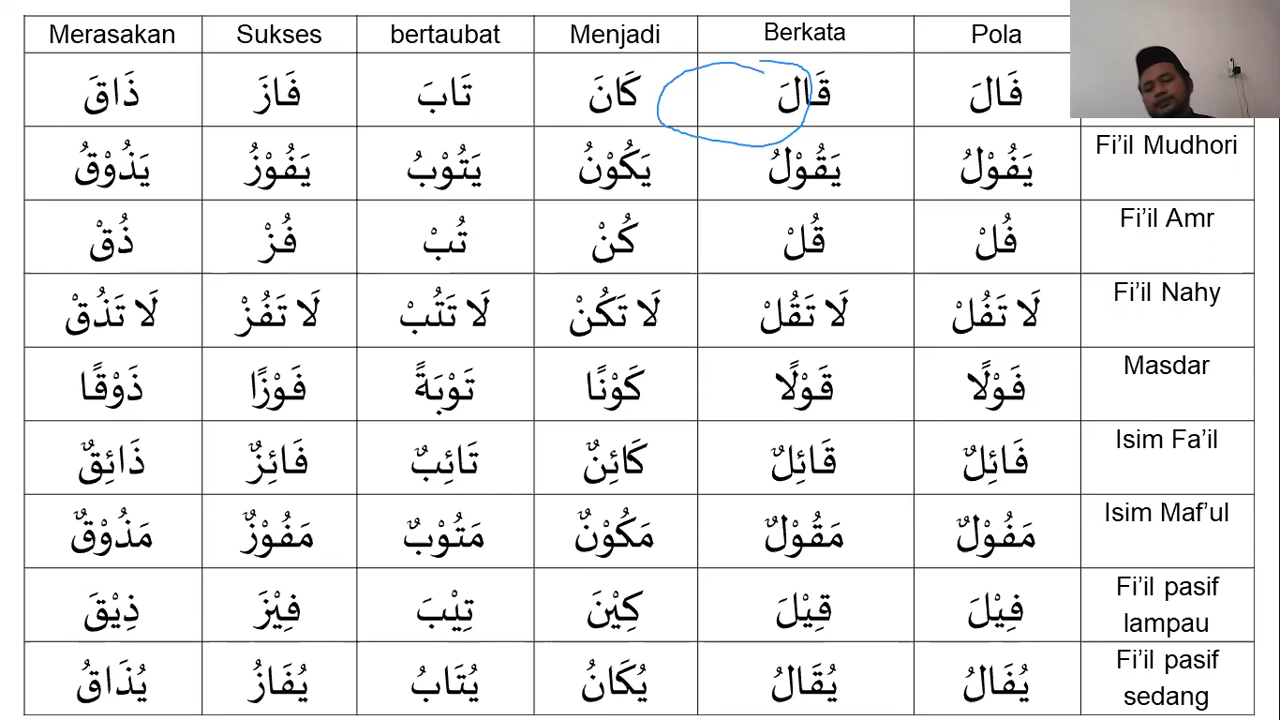 Merasakan Sukses bertaubat Menjadi Berkata Pola
ذَاقَ فَازَ تَابَ كَانَ قَالَ فَالَ
يَذُوْقُ يَفُوْزُ يَتُوْبُ يَكُوْنُ يَقُوْلُ يَفُوْلُ Fi’il Mudhori
ذُقْ فُزْ تُبْ كُنْ قُلْ فُلْ Fi’il Amr
لَا تَذُقْ لَا تَفُزْ لَا تَتُبْ لَا تَكُنْ لَا تَقُلْ لَا تَفُلْ Fi’il Nahy
ذَوْقًا فَوْزًا تَوْبَةً كَوْنًا قَوْلًا فَوْلًا Masdar
ذَائِقٌ فَائِزٌ تَائِبٌ كَائِنٌ قَائِلٌ فَائِلٌ Isim Fa’il
مَذُوْقٌ مَفُوْزٌ مَتُوْبٌ مَكُوْنٌ مَقُوْلٌ مَفُوْلٌ Isim Maf’ul
ذِيْقَ فِيْزَ تِيْبَ كِيْنَ قِيْلَ فِيْلَ Fi’il pasif
lampau
يُذَاقُ يُفَازُ يُتَابُ يُكَانُ يُقَالُ يُفَالُ Fi’il pasif
sedang